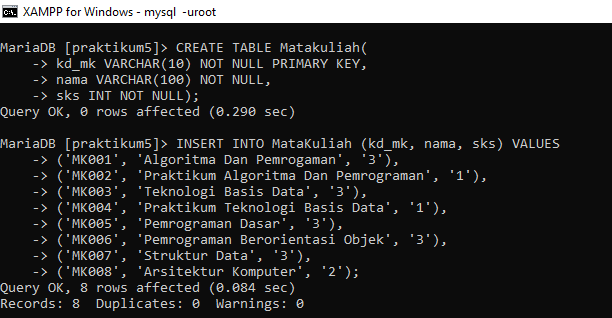 XAMPP for Windows - mysql -uroot
MariaDB [praktikum5]> CREATE TABLE Matakuliah(
-> kd_mk VARCHAR(10) NOT NULL PRIMARY KEY,
-> nama VARCHAR(100) NOT NULL,
-> sks INT NOT NULL);
Query OK, 0 rows affected (0.290 sec)
MariaDB [praktikum5]> INSERT INTO MataKuliah (kd_mk, nama, sks) VALUES
-> ('MK001', 'Algoritma Dan Pemrogaman', '3'),
-> ('MK002', 'Praktikum Algoritma Dan Pemrograman', '1'),
-> ('MK003', 'Teknologi Basis Data', '3'),
-> ('MK004', 'Praktikum Teknologi Basis Data', '1'),
-> ('MK005', 'Pemrograman Dasar', '3'),
-> ('MK006', 'Pemrograman Berorientasi Objek', '3'),
-> ('MK007', 'Struktur Data', '3'),
-> ('MK008', 'Arsitektur Komputer', '2');
Query OK, 8 rows affected (0.084 sec)
Records: 8  Duplicates: 0  Warnings: 0